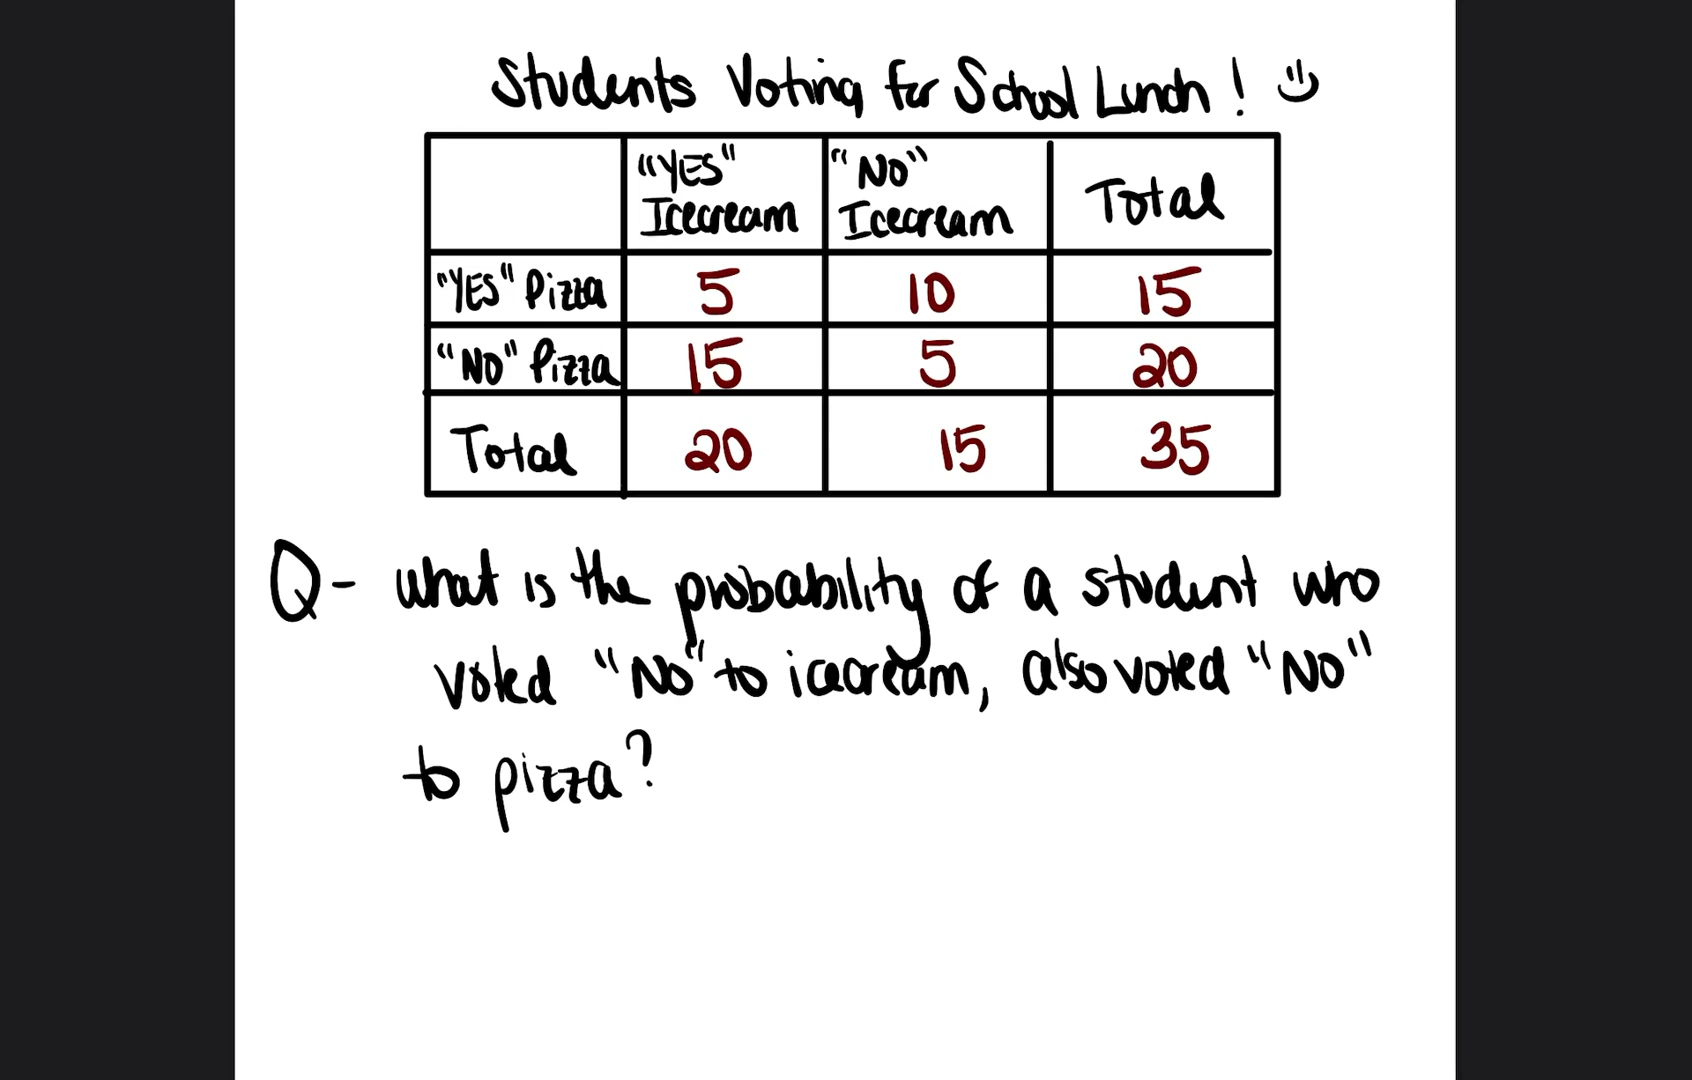 Students Voting for School Lunch!
"YES" Icecream "NO" Icecream Total
"YES" Pizza 5 10 15
"NO" Pizza 15 5 20
Total 20 15 35
Q- what is the probability of a student who
voted "No" to icecream, also voted "NO"
to pizza?